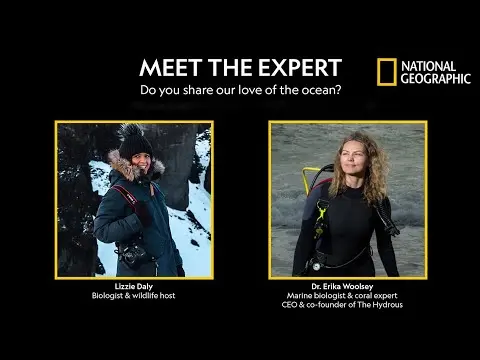 MEET THE EXPERT
Do you share our love of the ocean?
NATIONAL
GEOGRAPHIC
Lizzie Daly
Biologist & wildlife host
Dr. Erika Woolsey
Marine biologist & coral expert
CEO & co-founder of The Hydrous